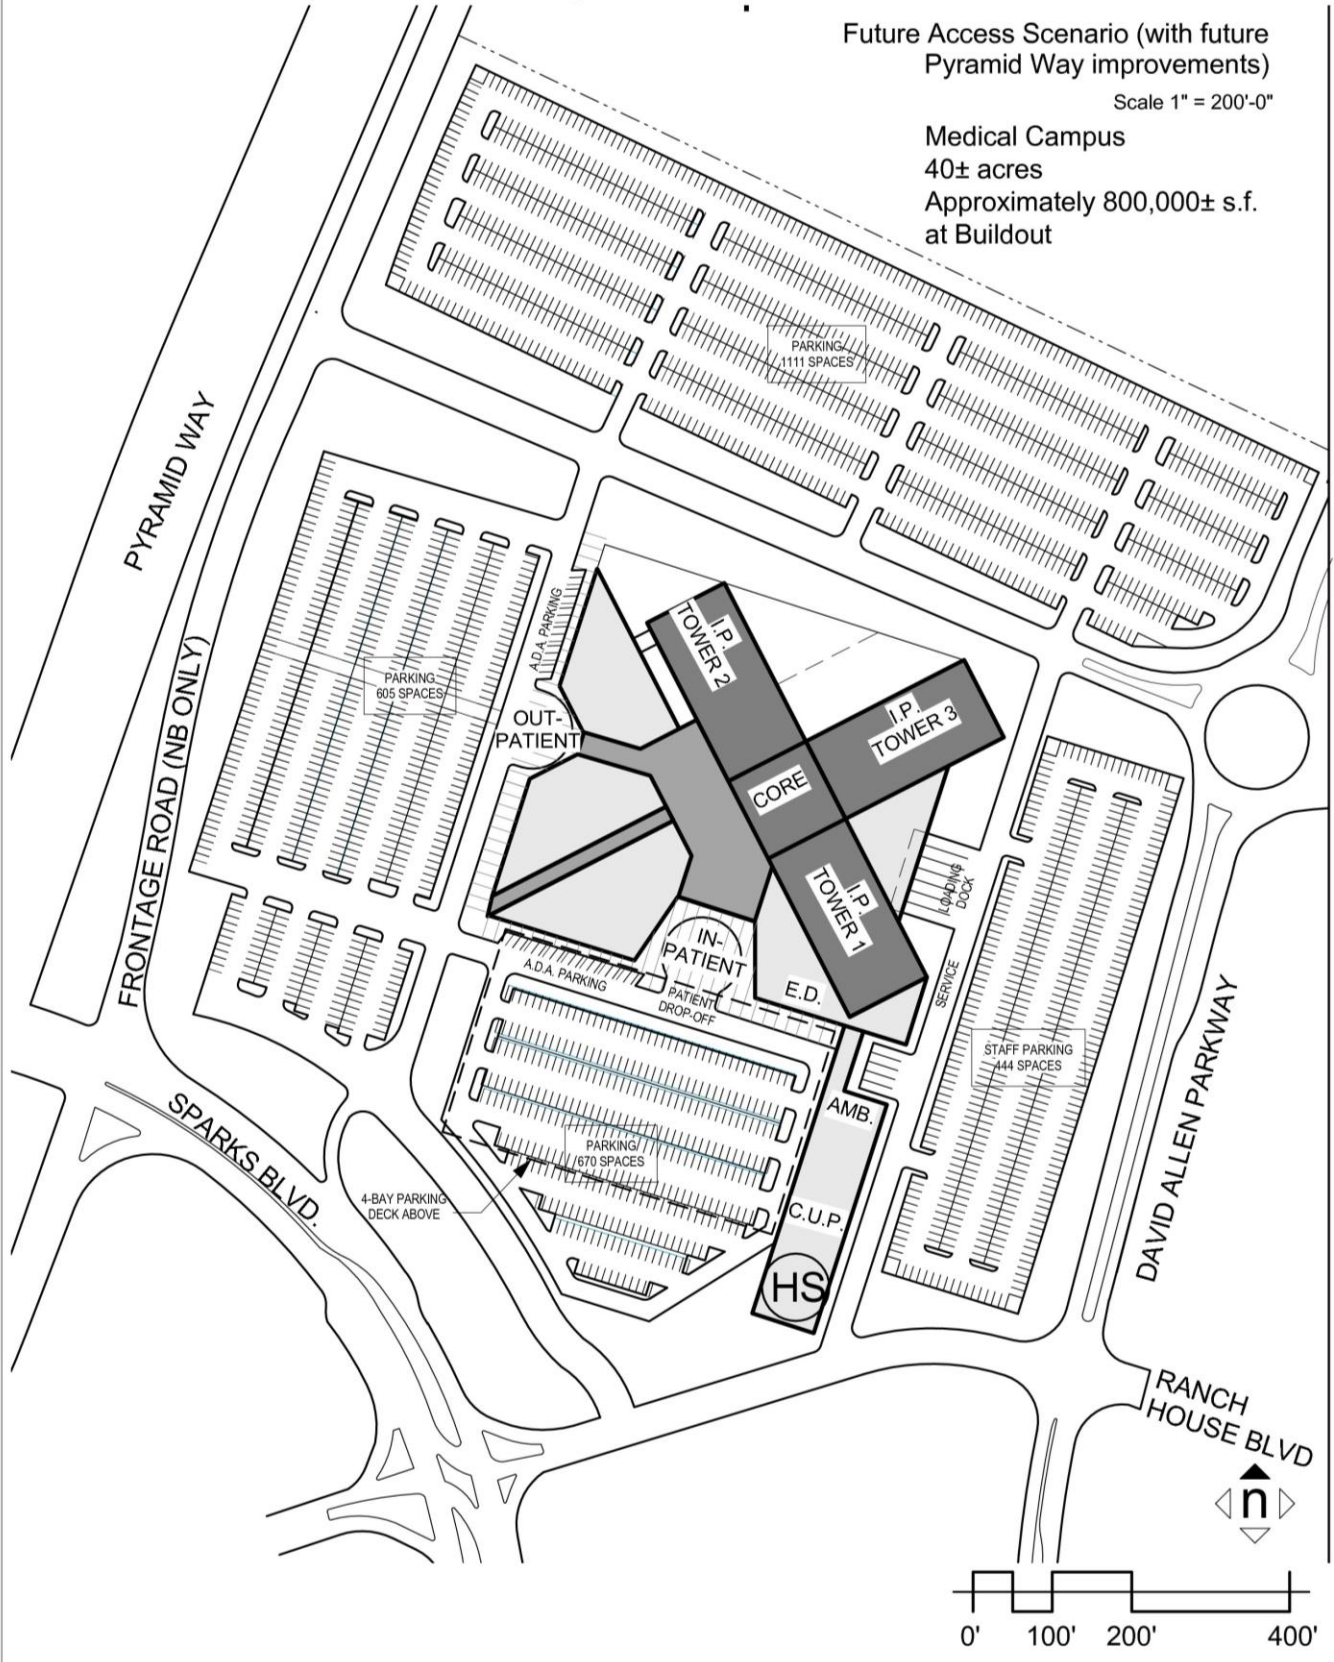 Future Access Scenario (with future
Pyramid Way improvements)
Scale 1" = 200'-0"
Medical Campus
40± acres
Approximately 800,000± s.f.
at Buildout
PARKING
1111 SPACES
PYRAMID WAY
A.D.A. PARKING
I.P.
TOWER 2
PARKING
605 SPACES
I.P.
TOWER 3
OUT-
PATIENT
CORE
FRONTAGE ROAD (NB ONLY)
LOADING
DOCK
I.P.
TOWER 1
IN-
PATIENT
A.D.A. PARKING
PATIENT
DROP-OFF
E.D.
SERVICE
STAFF PARKING
444 SPACES
DAVID ALLEN PARKWAY
SPARKS BLVD.
AMB.
PARKING
670 SPACES
4-BAY PARKING
DECK ABOVE
C.U.P.
HS
RANCH
HOUSE BLVD
n
0' 100' 200' 400'